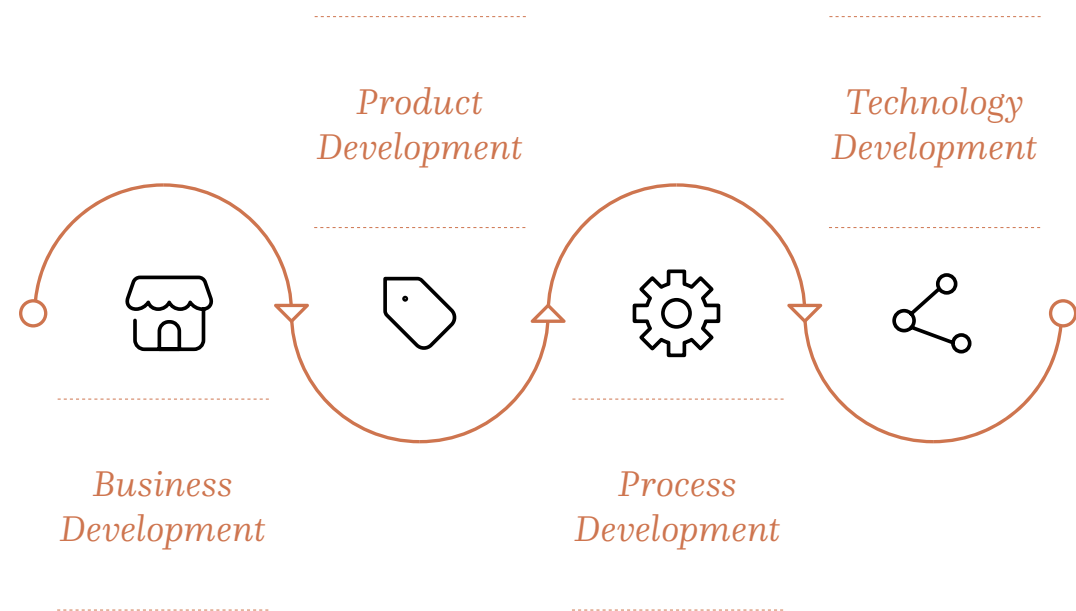 Business
Development
Product
Development
Process
Development
Technology
Development